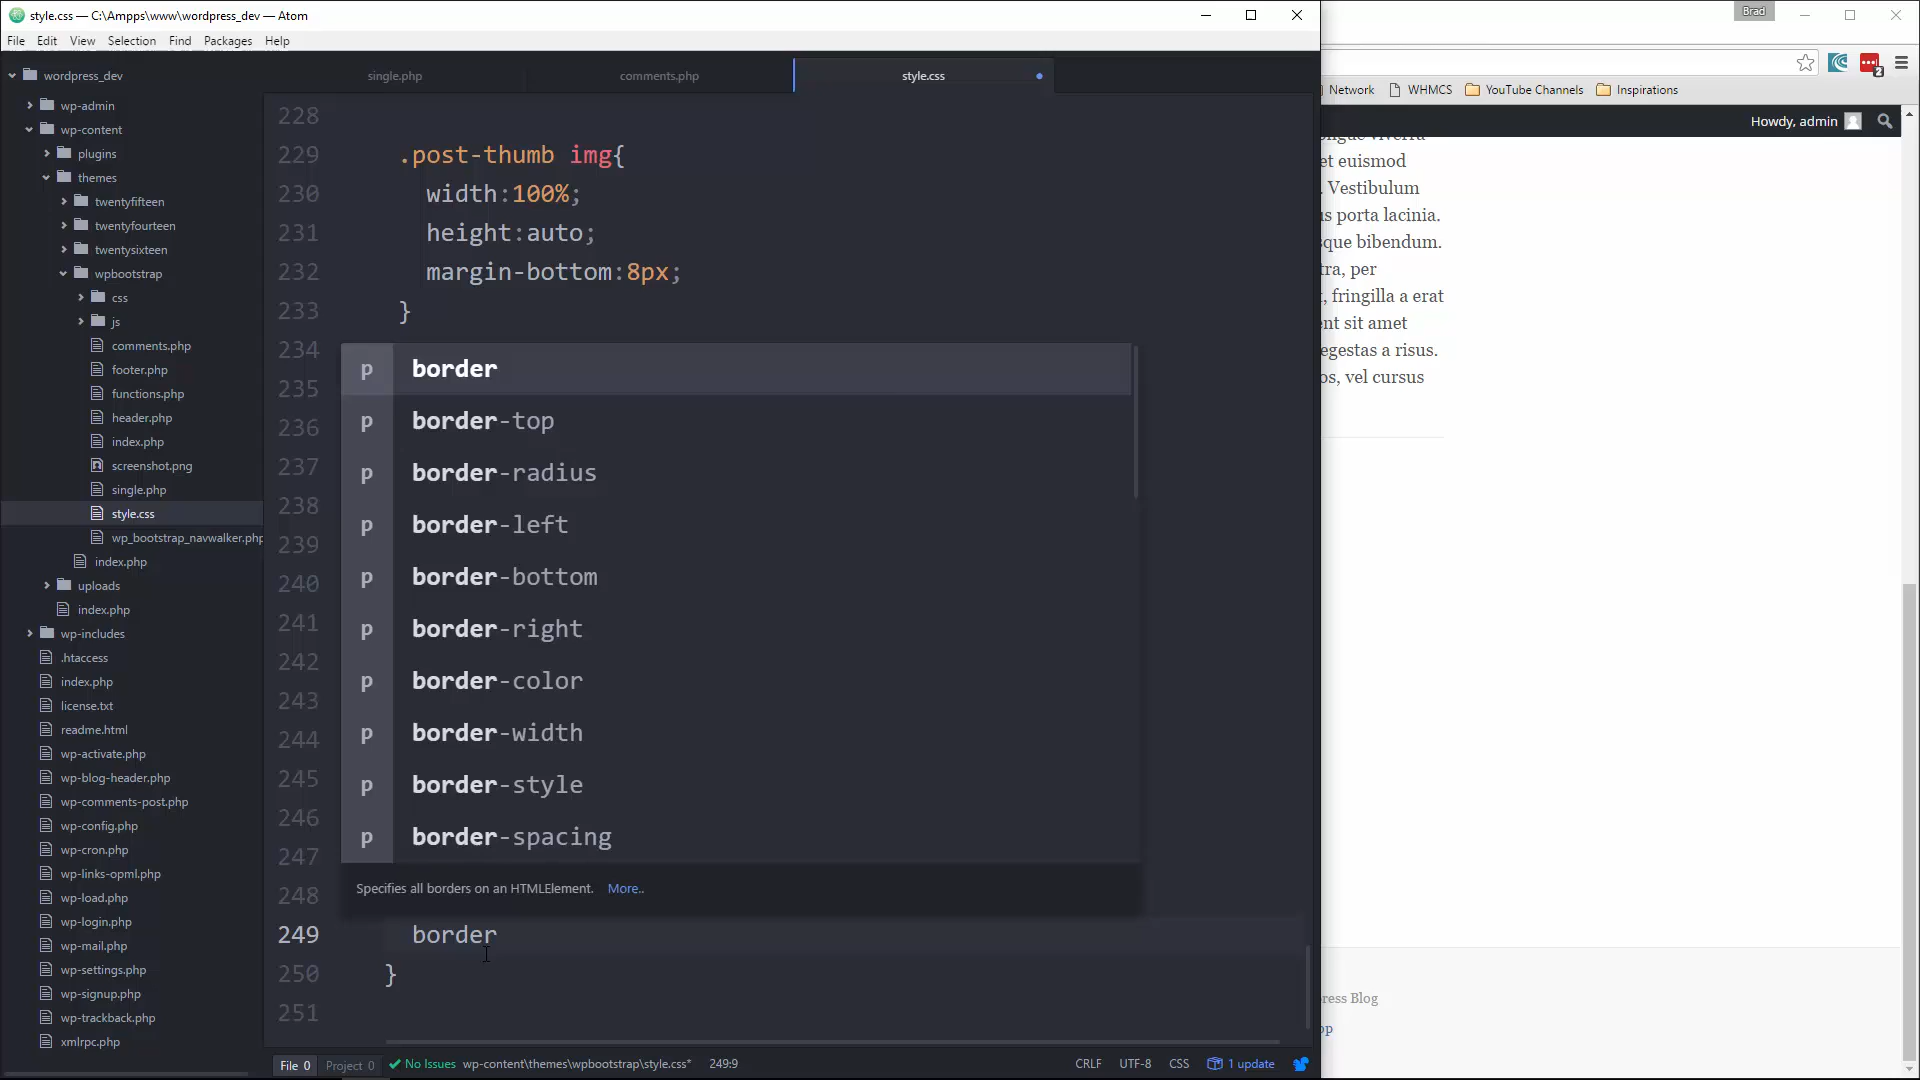 style.css — C:\Ampps\www\wordpress_dev — Atom
Brad
File Edit View Selection Find Packages Help
Network WHMCS YouTube Channels Inspirations
2
Howdy, admin
wordpress_dev
wp-admin
wp-content
plugins
themes
twentyfifteen
twentyfourteen
twentysixteen
wpbootstrap
css
js
comments.php
footer.php
functions.php
header.php
index.php
screenshot.png
single.php
style.css
wp_bootstrap_navwalker.php
index.php
uploads
index.php
wp-includes
.htaccess
index.php
license.txt
readme.html
wp-activate.php
wp-blog-header.php
wp-comments-post.php
wp-config.php
wp-cron.php
wp-links-opml.php
wp-load.php
wp-login.php
wp-mail.php
wp-settings.php
wp-signup.php
wp-trackback.php
xmlrpc.php
single.php comments.php style.css
228
229 .post-thumb img{
230 width:100%;
231 height:auto;
232 margin-bottom:8px;
233 }
234
235
236
237
238
239
240
241
242
243
244
245
246
247
248
p border
p border-top
p border-radius
p border-left
p border-bottom
p border-right
p border-color
p border-width
p border-style
p border-spacing
Specifies all borders on an HTMLElement. More..
249 border
250 }
251
File 0 Project 0 No Issues wp-content\themes\wpbootstrap\style.css* 249:9 CRLF UTF-8 CSS 1 update
et euismod
. Vestibulum
us porta lacinia.
sque bibendum.
tra, per
t, fringilla a erat
ent sit amet
egestas a risus.
os, vel cursus
ress Blog